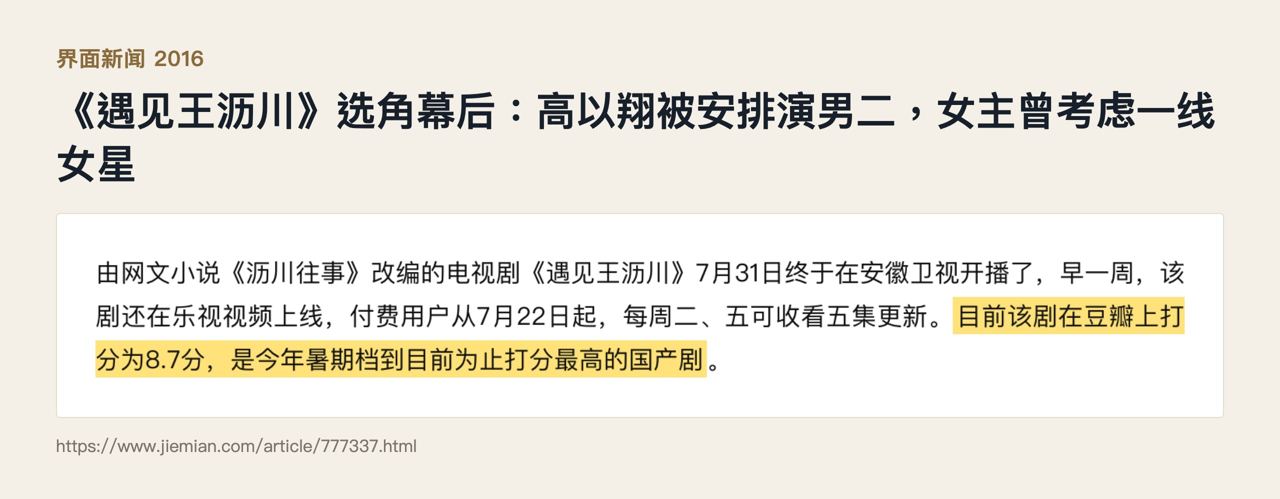 界面新闻 2016
《遇见王沥川》选角幕后：高以翔被安排演男二，女主曾考虑一线
女星
由网文小说《沥川往事》改编的电视剧《遇见王沥川》7月31日终于在安徽卫视开播了，早一周，该
剧还在乐视视频上线，付费用户从7月22日起，每周二、五可收看五集更新。目前该剧在豆瓣上打
分为8.7分，是今年暑期档到目前为止打分最高的国产剧。
https://www.jiemian.com/article/777337.html